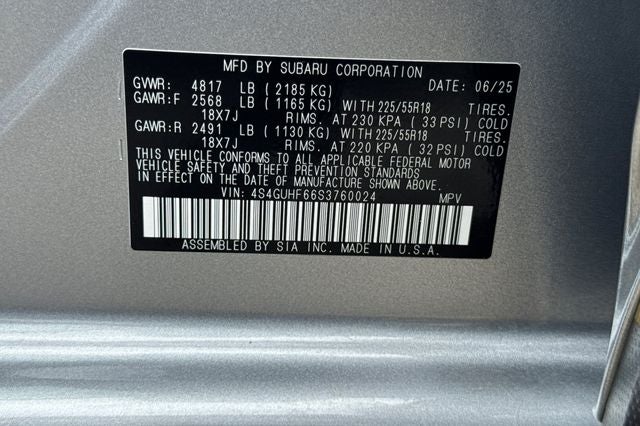 MFD BY SUBARU CORPORATION DATE: 06/25
GVWR: 4817 LB ( 2185 KG)
GAWR:F 2568 LB ( 1165 KG) WITH 225/55R18 TIRES.
18X7J RIMS. AT 230 KPA ( 33 PSI) COLD
GAWR:R 2491 LB ( 1130 KG) WITH 225/55R18 TIRES.
18X7J RIMS. AT 220 KPA ( 32 PSI) COLD
THIS VEHICLE CONFORMS TO ALL APPLICABLE FEDERAL MOTOR
VEHICLE SAFETY AND THEFT PREVENTION STANDARDS
IN EFFECT ON THE DATE OF MANUFACTURE SHOWN ABOVE.
VIN: 4S4GUHF66S3760024 MPV
ASSEMBLED BY SIA INC. MADE IN U.S.A.